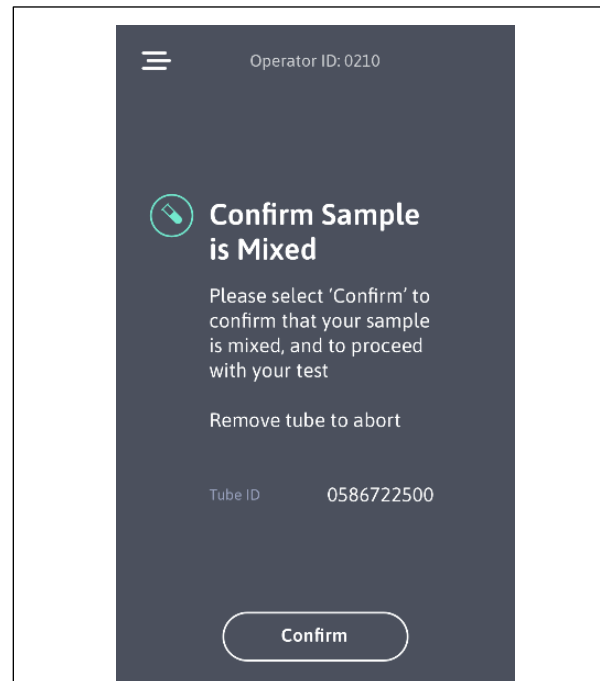 Operator ID: 0210
Confirm Sample
is Mixed
Please select ‘Confirm’ to
confirm that your sample
is mixed, and to proceed
with your test
Remove tube to abort
Tube ID 0586722500
Confirm